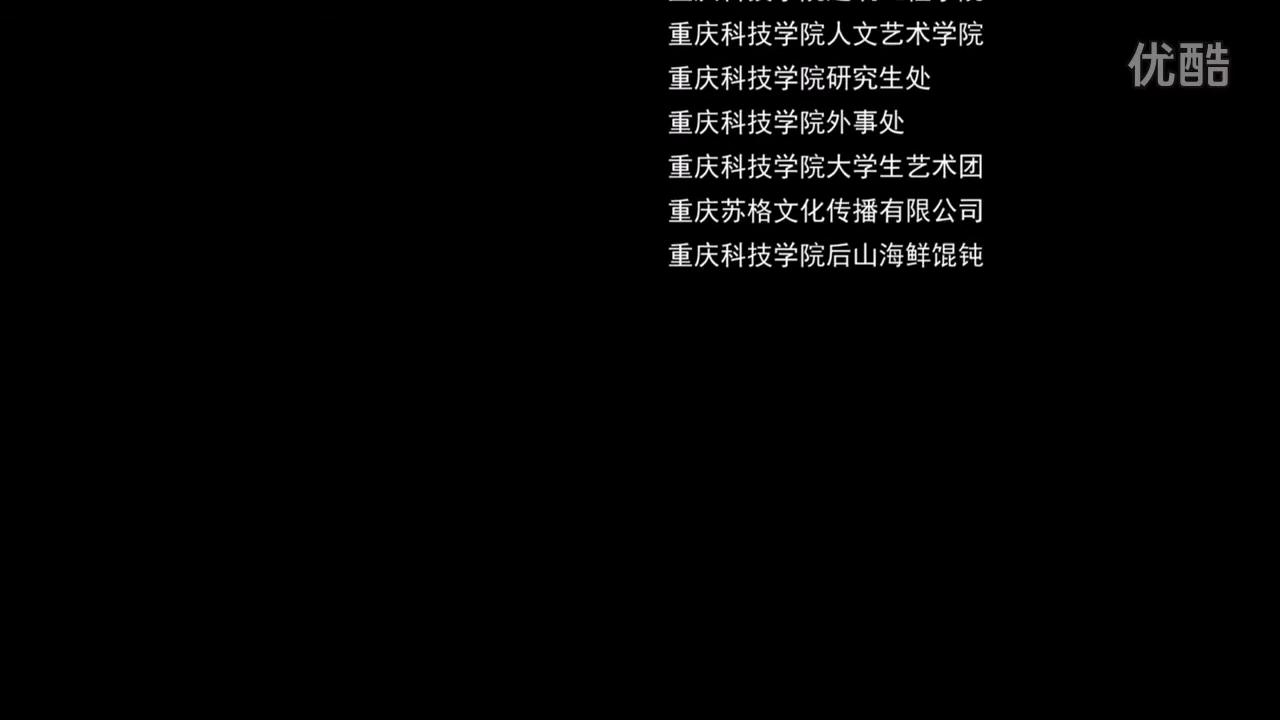 重庆科技学院人文艺术学院
优酷
重庆科技学院研究生处
重庆科技学院外事处
重庆科技学院大学生艺术团
重庆苏格文化传播有限公司
重庆科技学院后山海鲜馄饨